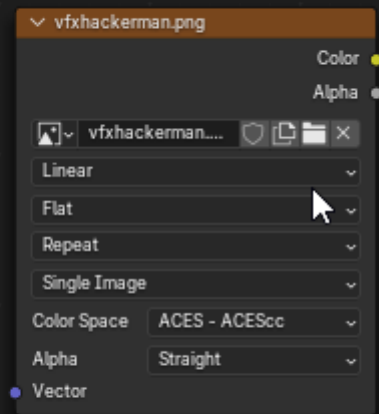 vfxhackerman.png
Color
Alpha
vfxhackerman....
Linear
Flat
Repeat
Single Image
Color Space ACES - ACEScc
Alpha Straight
Vector